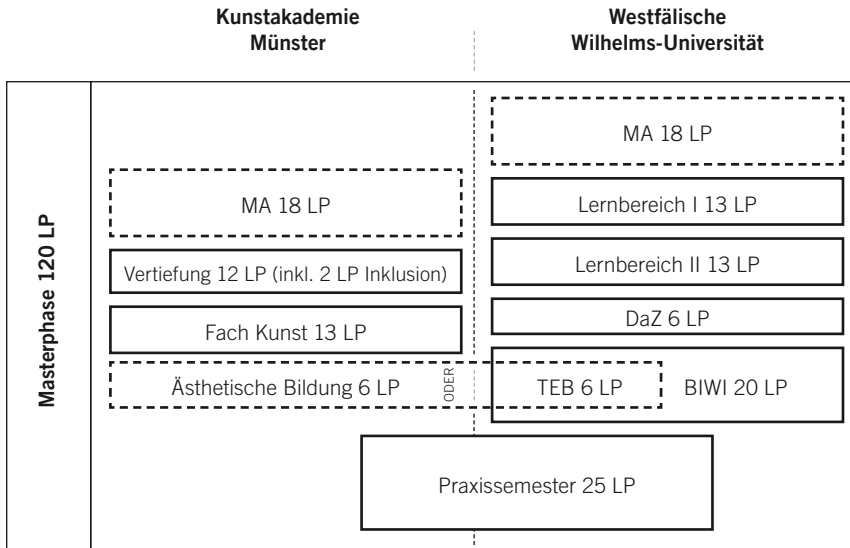 Kunstakademie
Münster
Westfälische
Wilhelms-Universität
Masterphase 120 LP
MA 18 LP
Vertiefung 12 LP (inkl. 2 LP Inklusion)
Fach Kunst 13 LP
Ästhetische Bildung 6 LP
ODER
MA 18 LP
Lernbereich I 13 LP
Lernbereich II 13 LP
DaZ 6 LP
TEB 6 LP
BIWI 20 LP
Praxissemester 25 LP